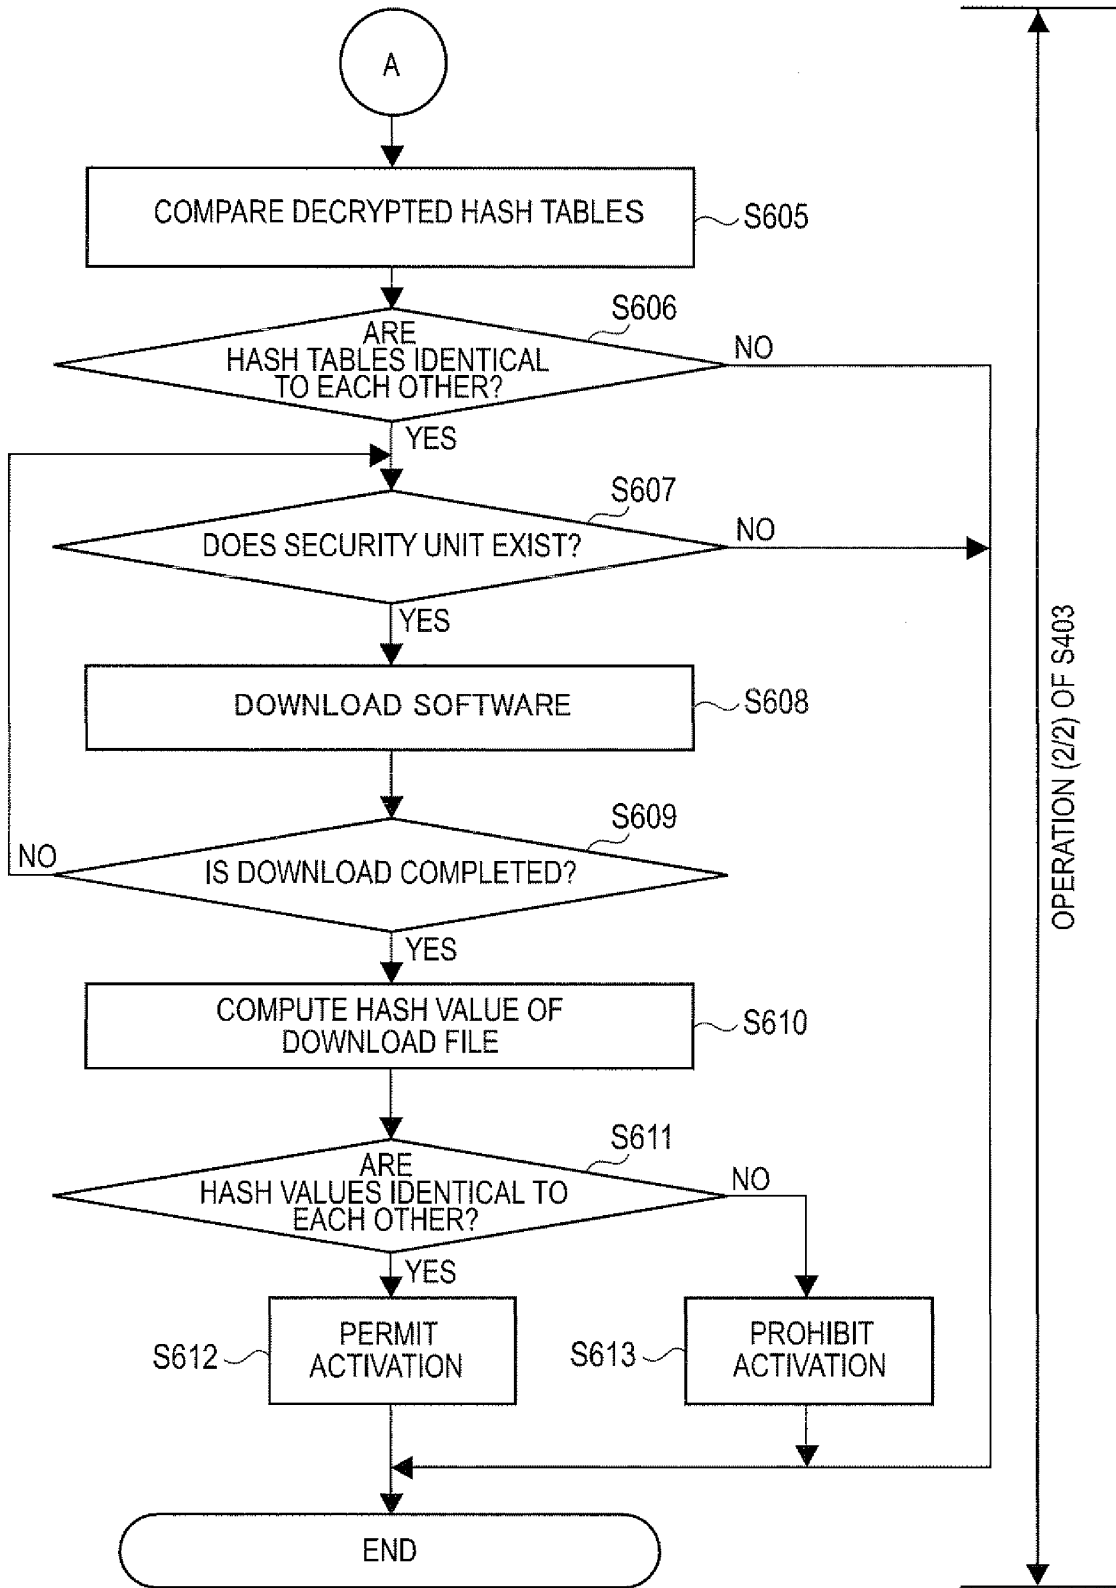 A
COMPARE DECRYPTED HASH TABLES
S605
S606
ARE
HASH TABLES IDENTICAL
TO EACH OTHER?
NO
YES
S607
DOES SECURITY UNIT EXIST?
NO
YES
DOWNLOAD SOFTWARE
S608
S609
IS DOWNLOAD COMPLETED?
NO
YES
COMPUTE HASH VALUE OF
DOWNLOAD FILE
S610
S611
ARE
HASH VALUES IDENTICAL TO
EACH OTHER?
NO
YES
S612
PERMIT
ACTIVATION
S613
PROHIBIT
ACTIVATION
END
OPERATION (2/2) OF S403